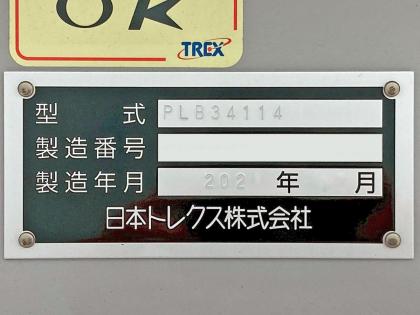 OK
TREX
型式 PLB34114
製造番号
製造年月 202 年 月
日本トレクス株式会社